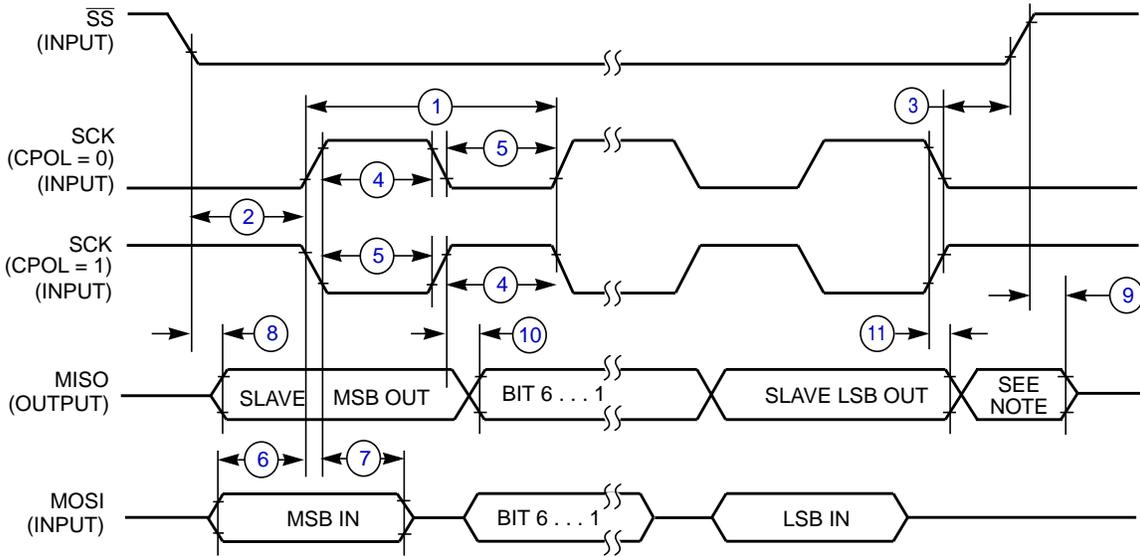 SS
(INPUT)
1
3
SCK
(CPOL = 0)
(INPUT)
5
4
2
SCK
(CPOL = 1)
(INPUT)
5
4
9
8
10
11
MISO
(OUTPUT)
SLAVE MSB OUT
BIT 6 . . . 1
SLAVE LSB OUT
SEE
NOTE
6
7
MOSI
(INPUT)
MSB IN
BIT 6 . . . 1
LSB IN